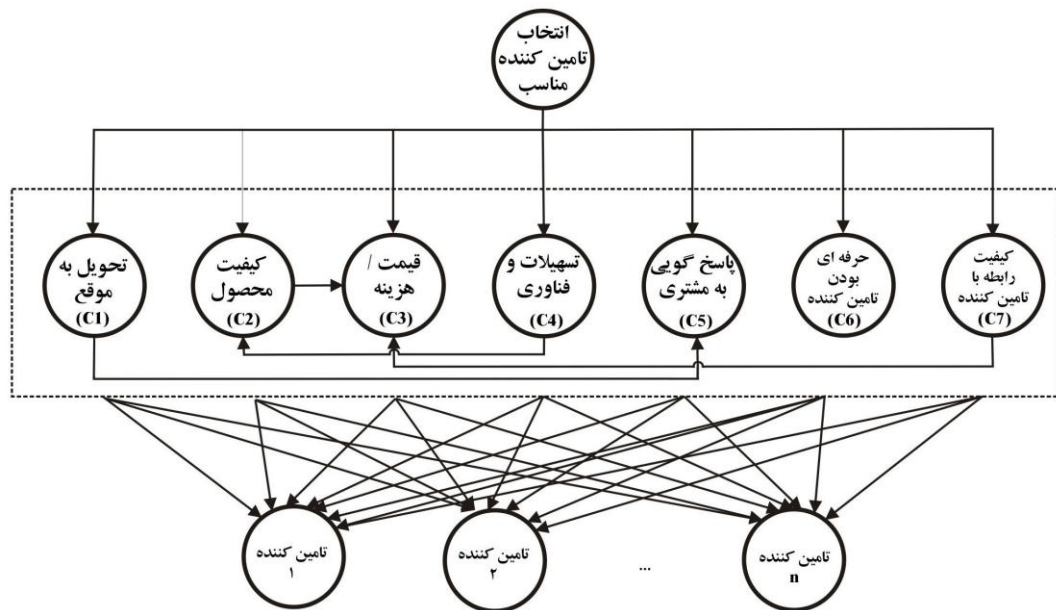 انتخاب
تامین کننده
مناسب
تحویل به
موقع
(C1)
کیفیت
محصول
(C2)
قیمت /
هزینه
(C3)
تسهیلات و
فناوری
(C4)
پاسخ گویی
به مشتری
(C5)
حرفه ای
بودن
تامین کننده
(C6)
کیفیت
رابطه با
تامین کننده
(C7)
تامین کننده
۱
تامین کننده
۲
...
تامین کننده
n